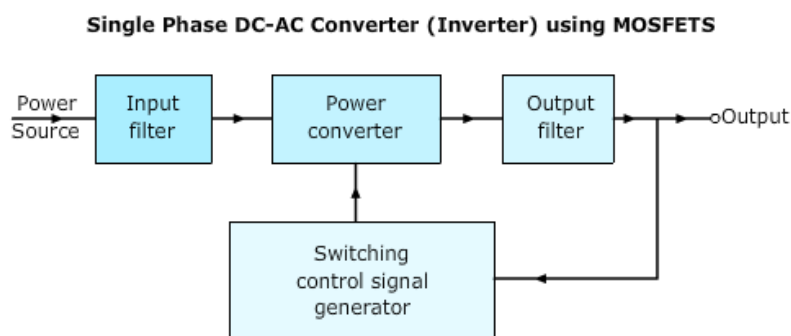 Single Phase DC-AC Converter (Inverter) using MOSFETS
Power
Source
Input
filter
Power
converter
Output
filter
Output
Switching
control signal
generator